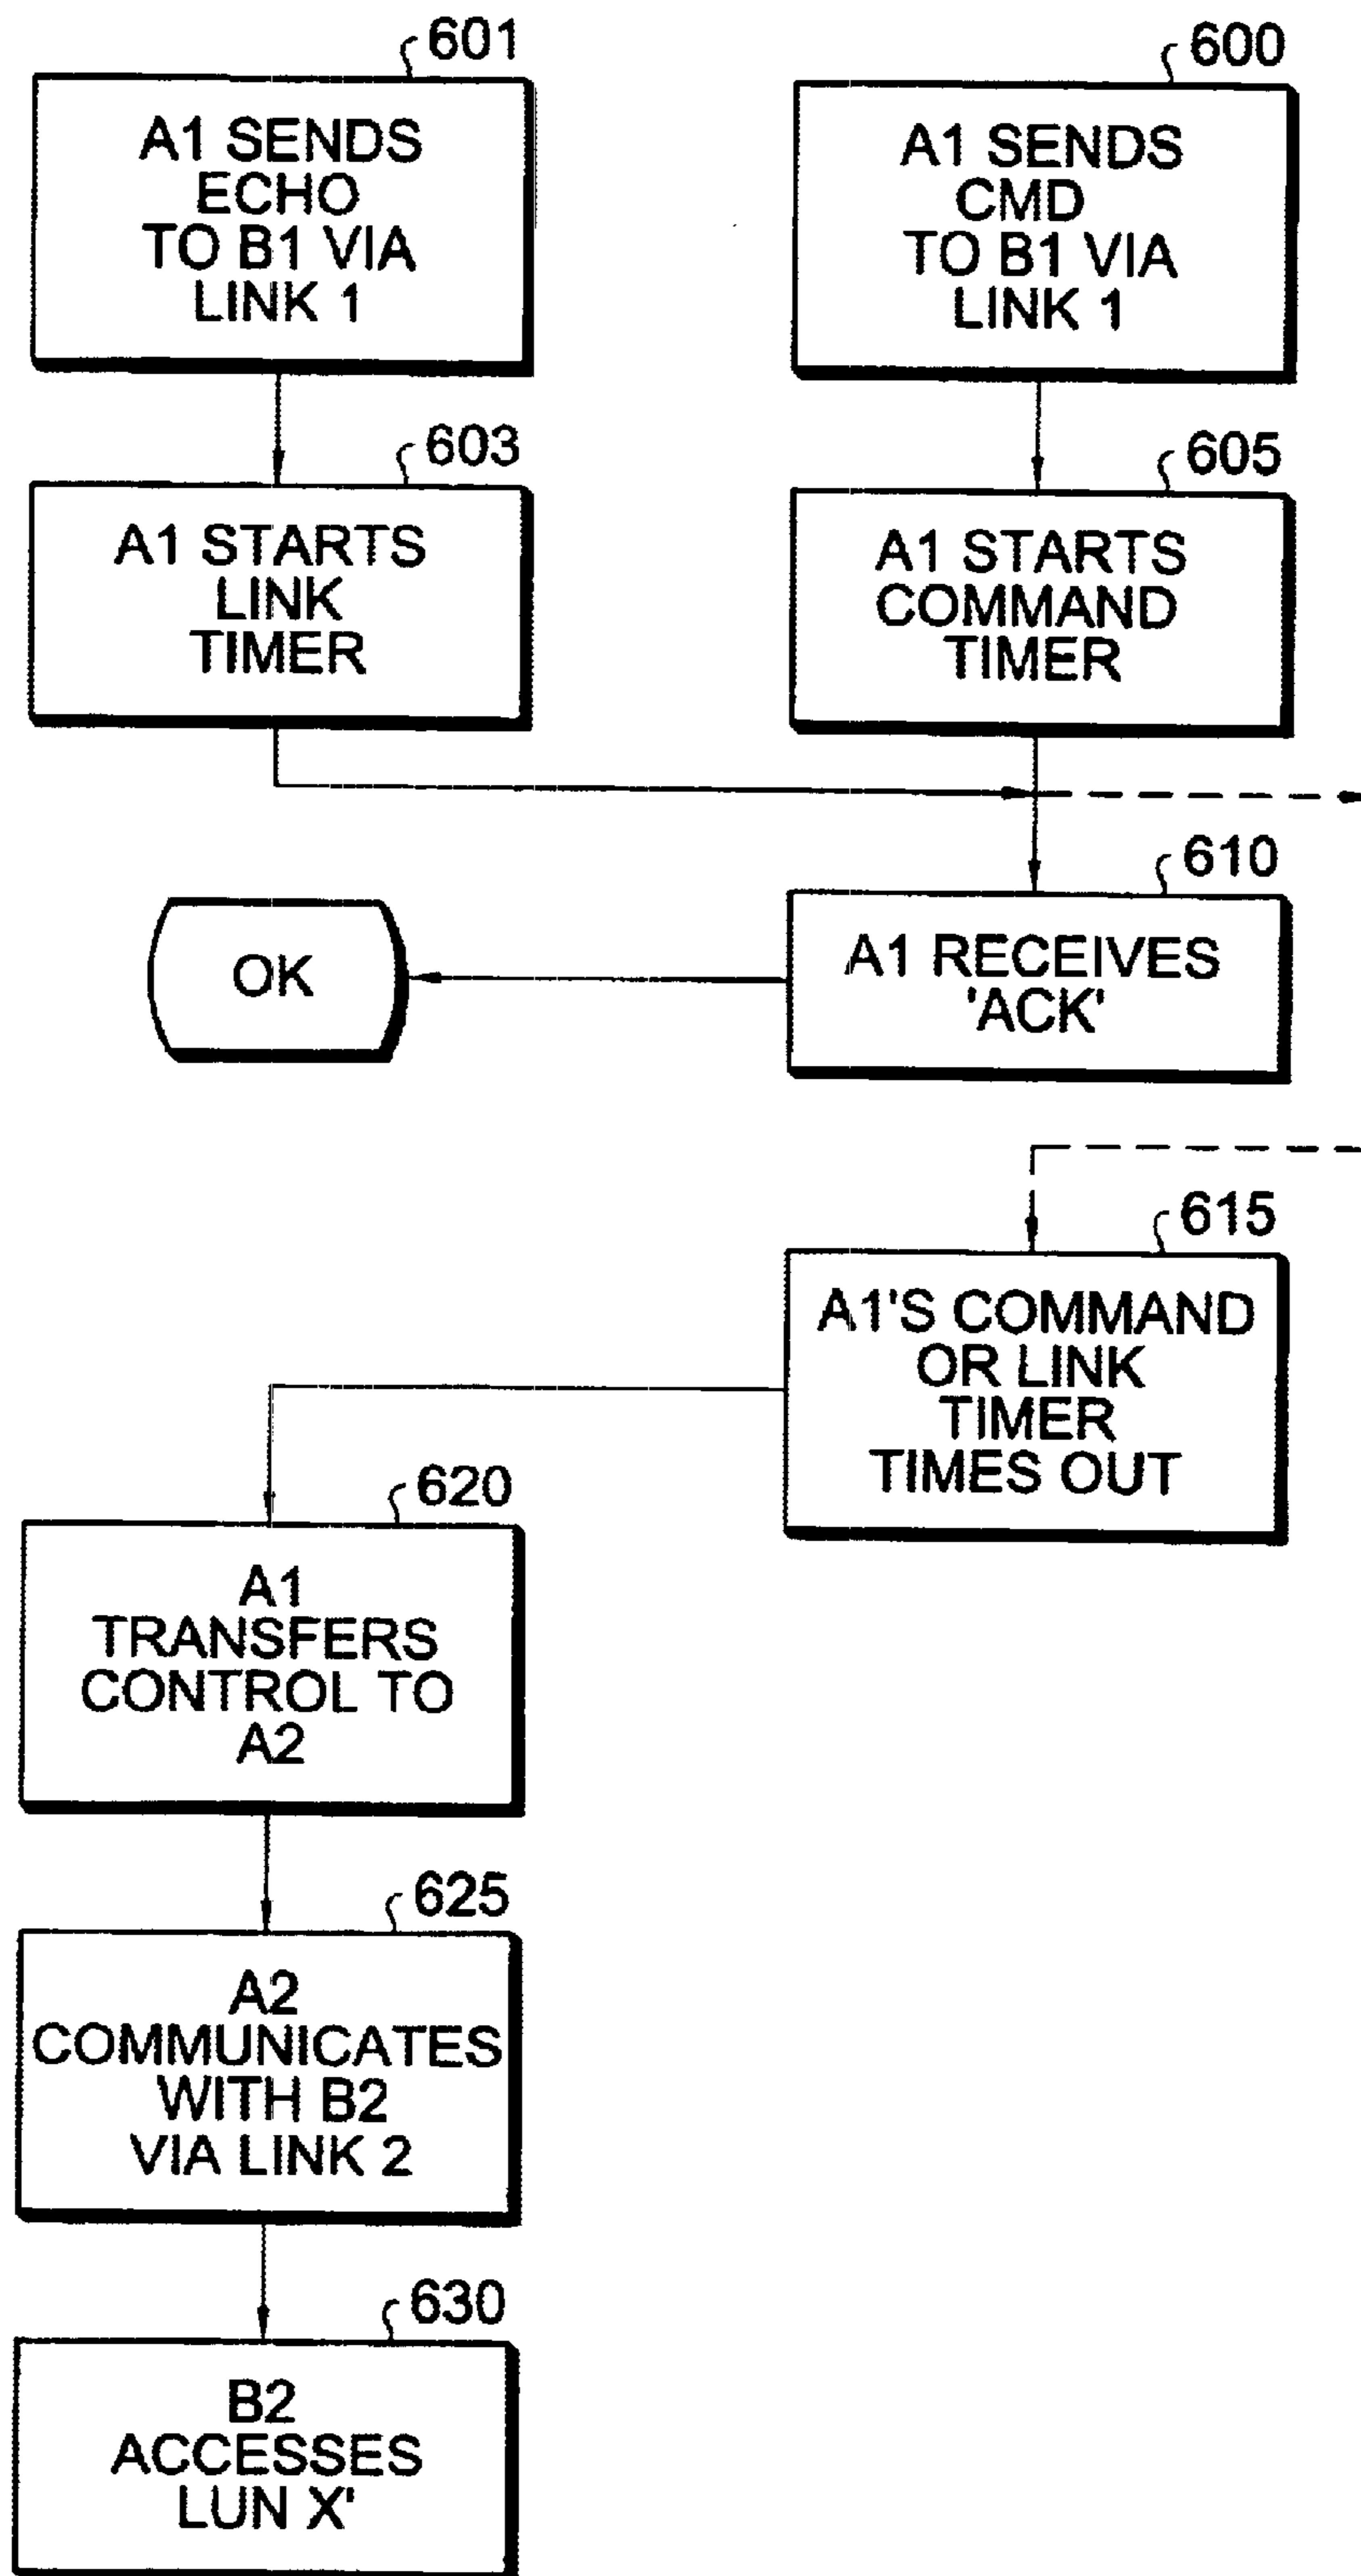 601
A1 SENDS
ECHO
TO B1 VIA
LINK 1
600
A1 SENDS
CMD
TO B1 VIA
LINK 1
603
A1 STARTS
LINK
TIMER
605
A1 STARTS
COMMAND
TIMER
610
A1 RECEIVES
'ACK'
OK
615
A1'S COMMAND
OR LINK
TIMER
TIMES OUT
620
A1
TRANSFERS
CONTROL TO
A2
625
A2
COMMUNICATES
WITH B2
VIA LINK 2
630
B2
ACCESSES
LUN X'